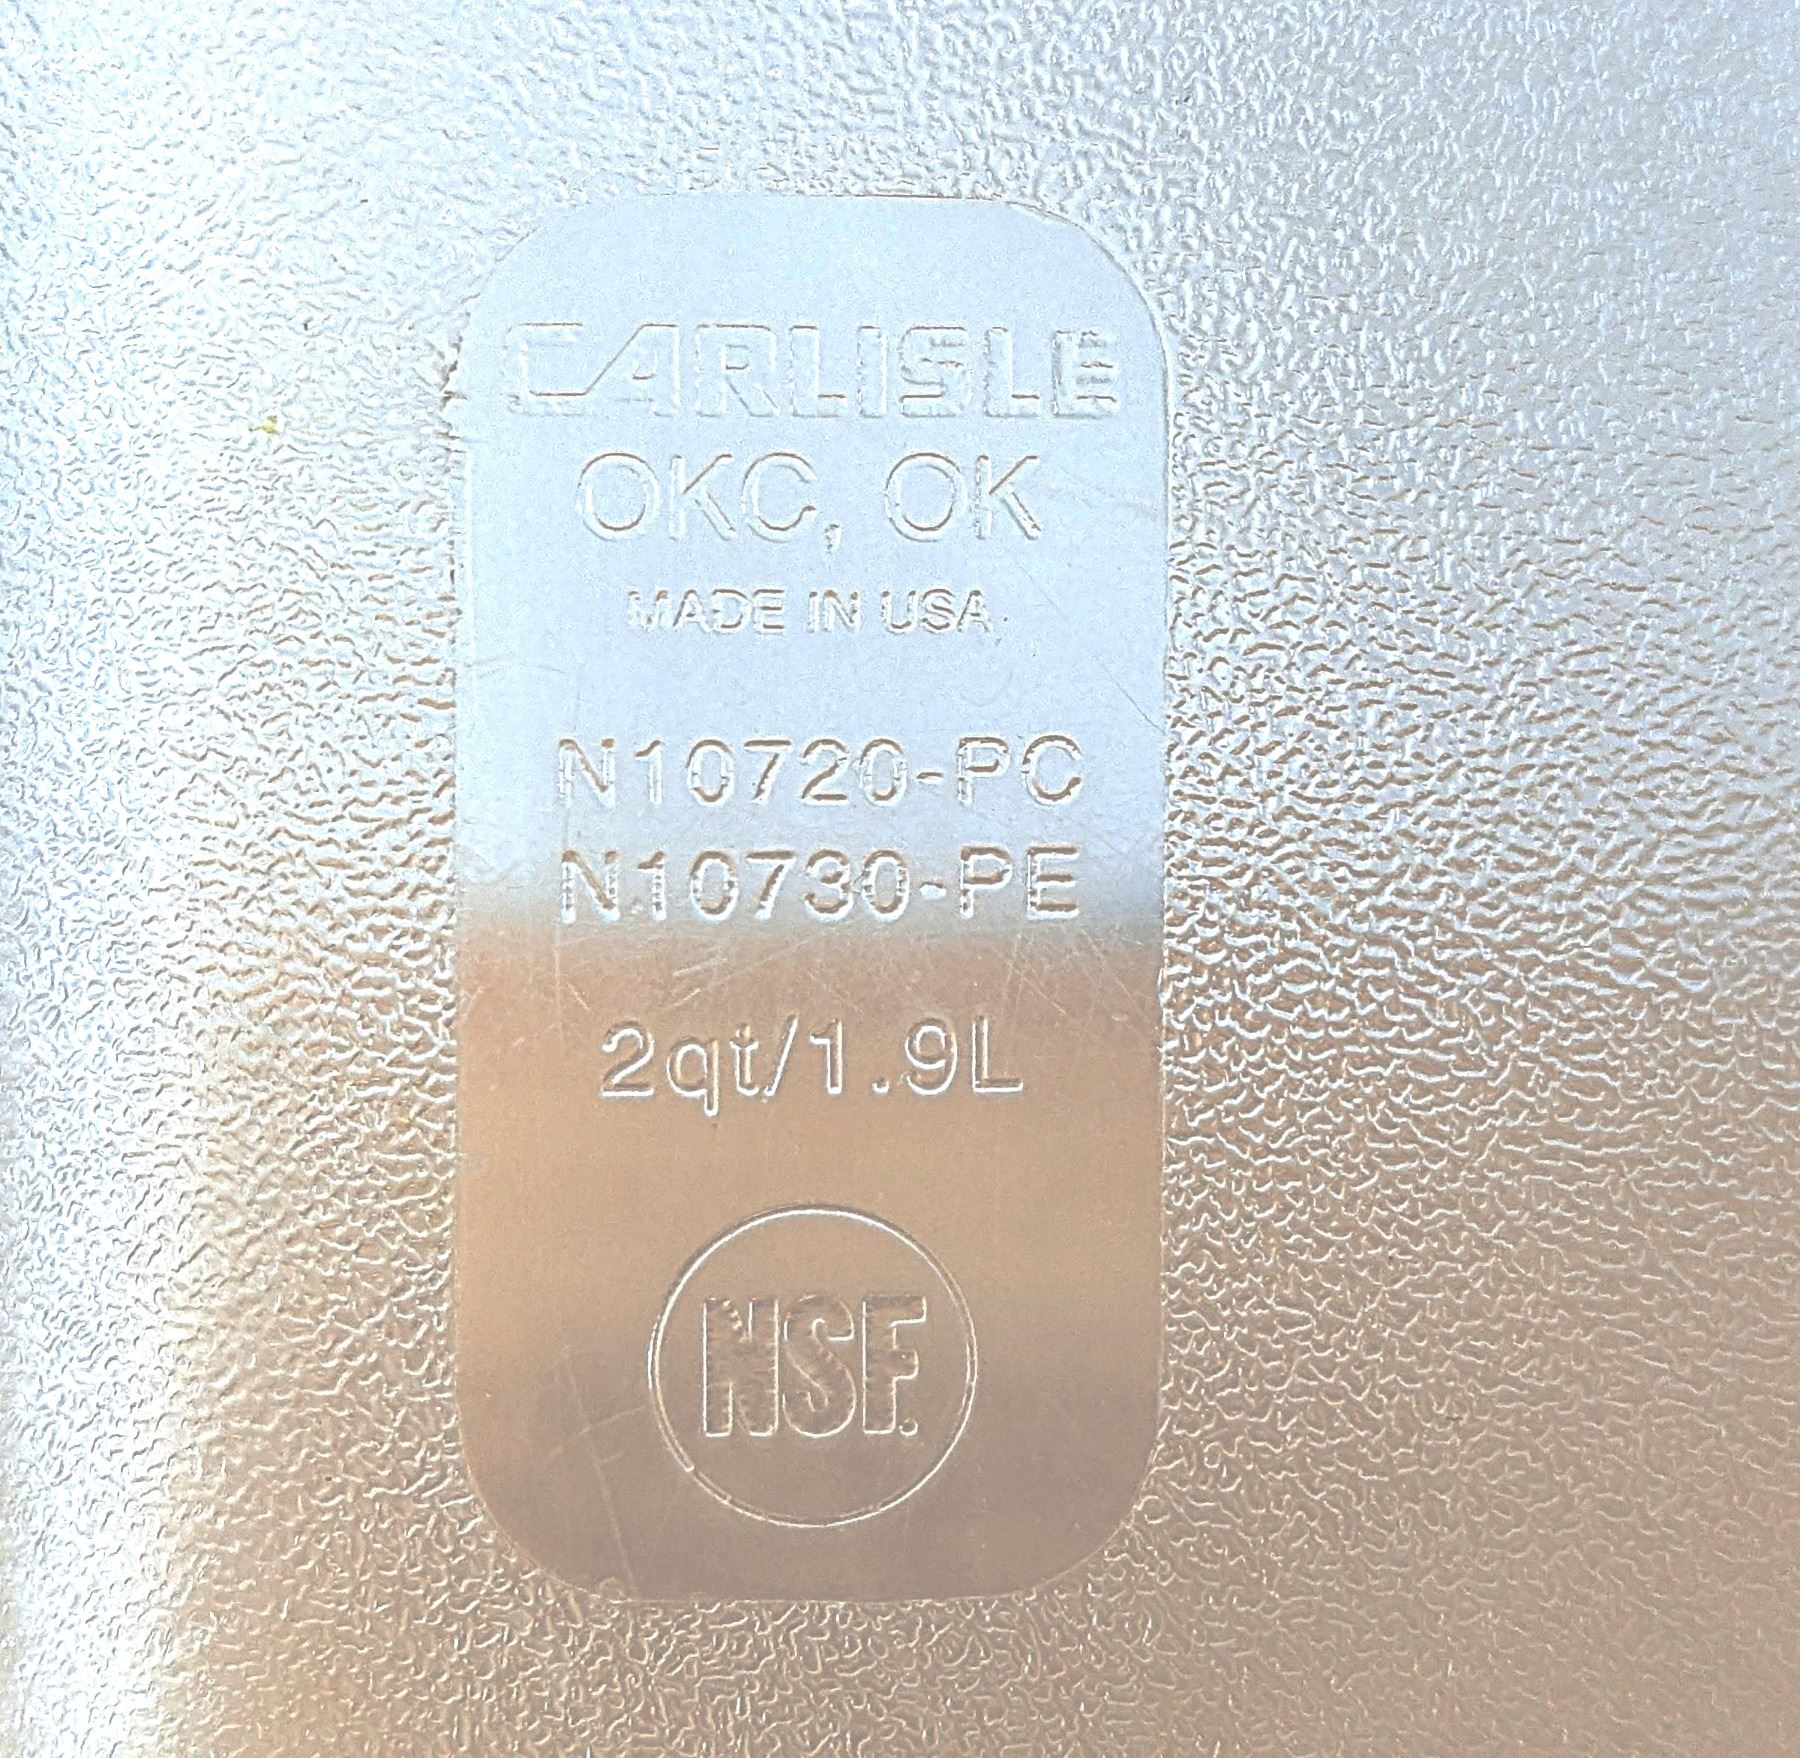 CARLISLE
OKC, OK
MADE IN USA
N10720-PC
N10730-PE
2qt/1.9L
NSF.